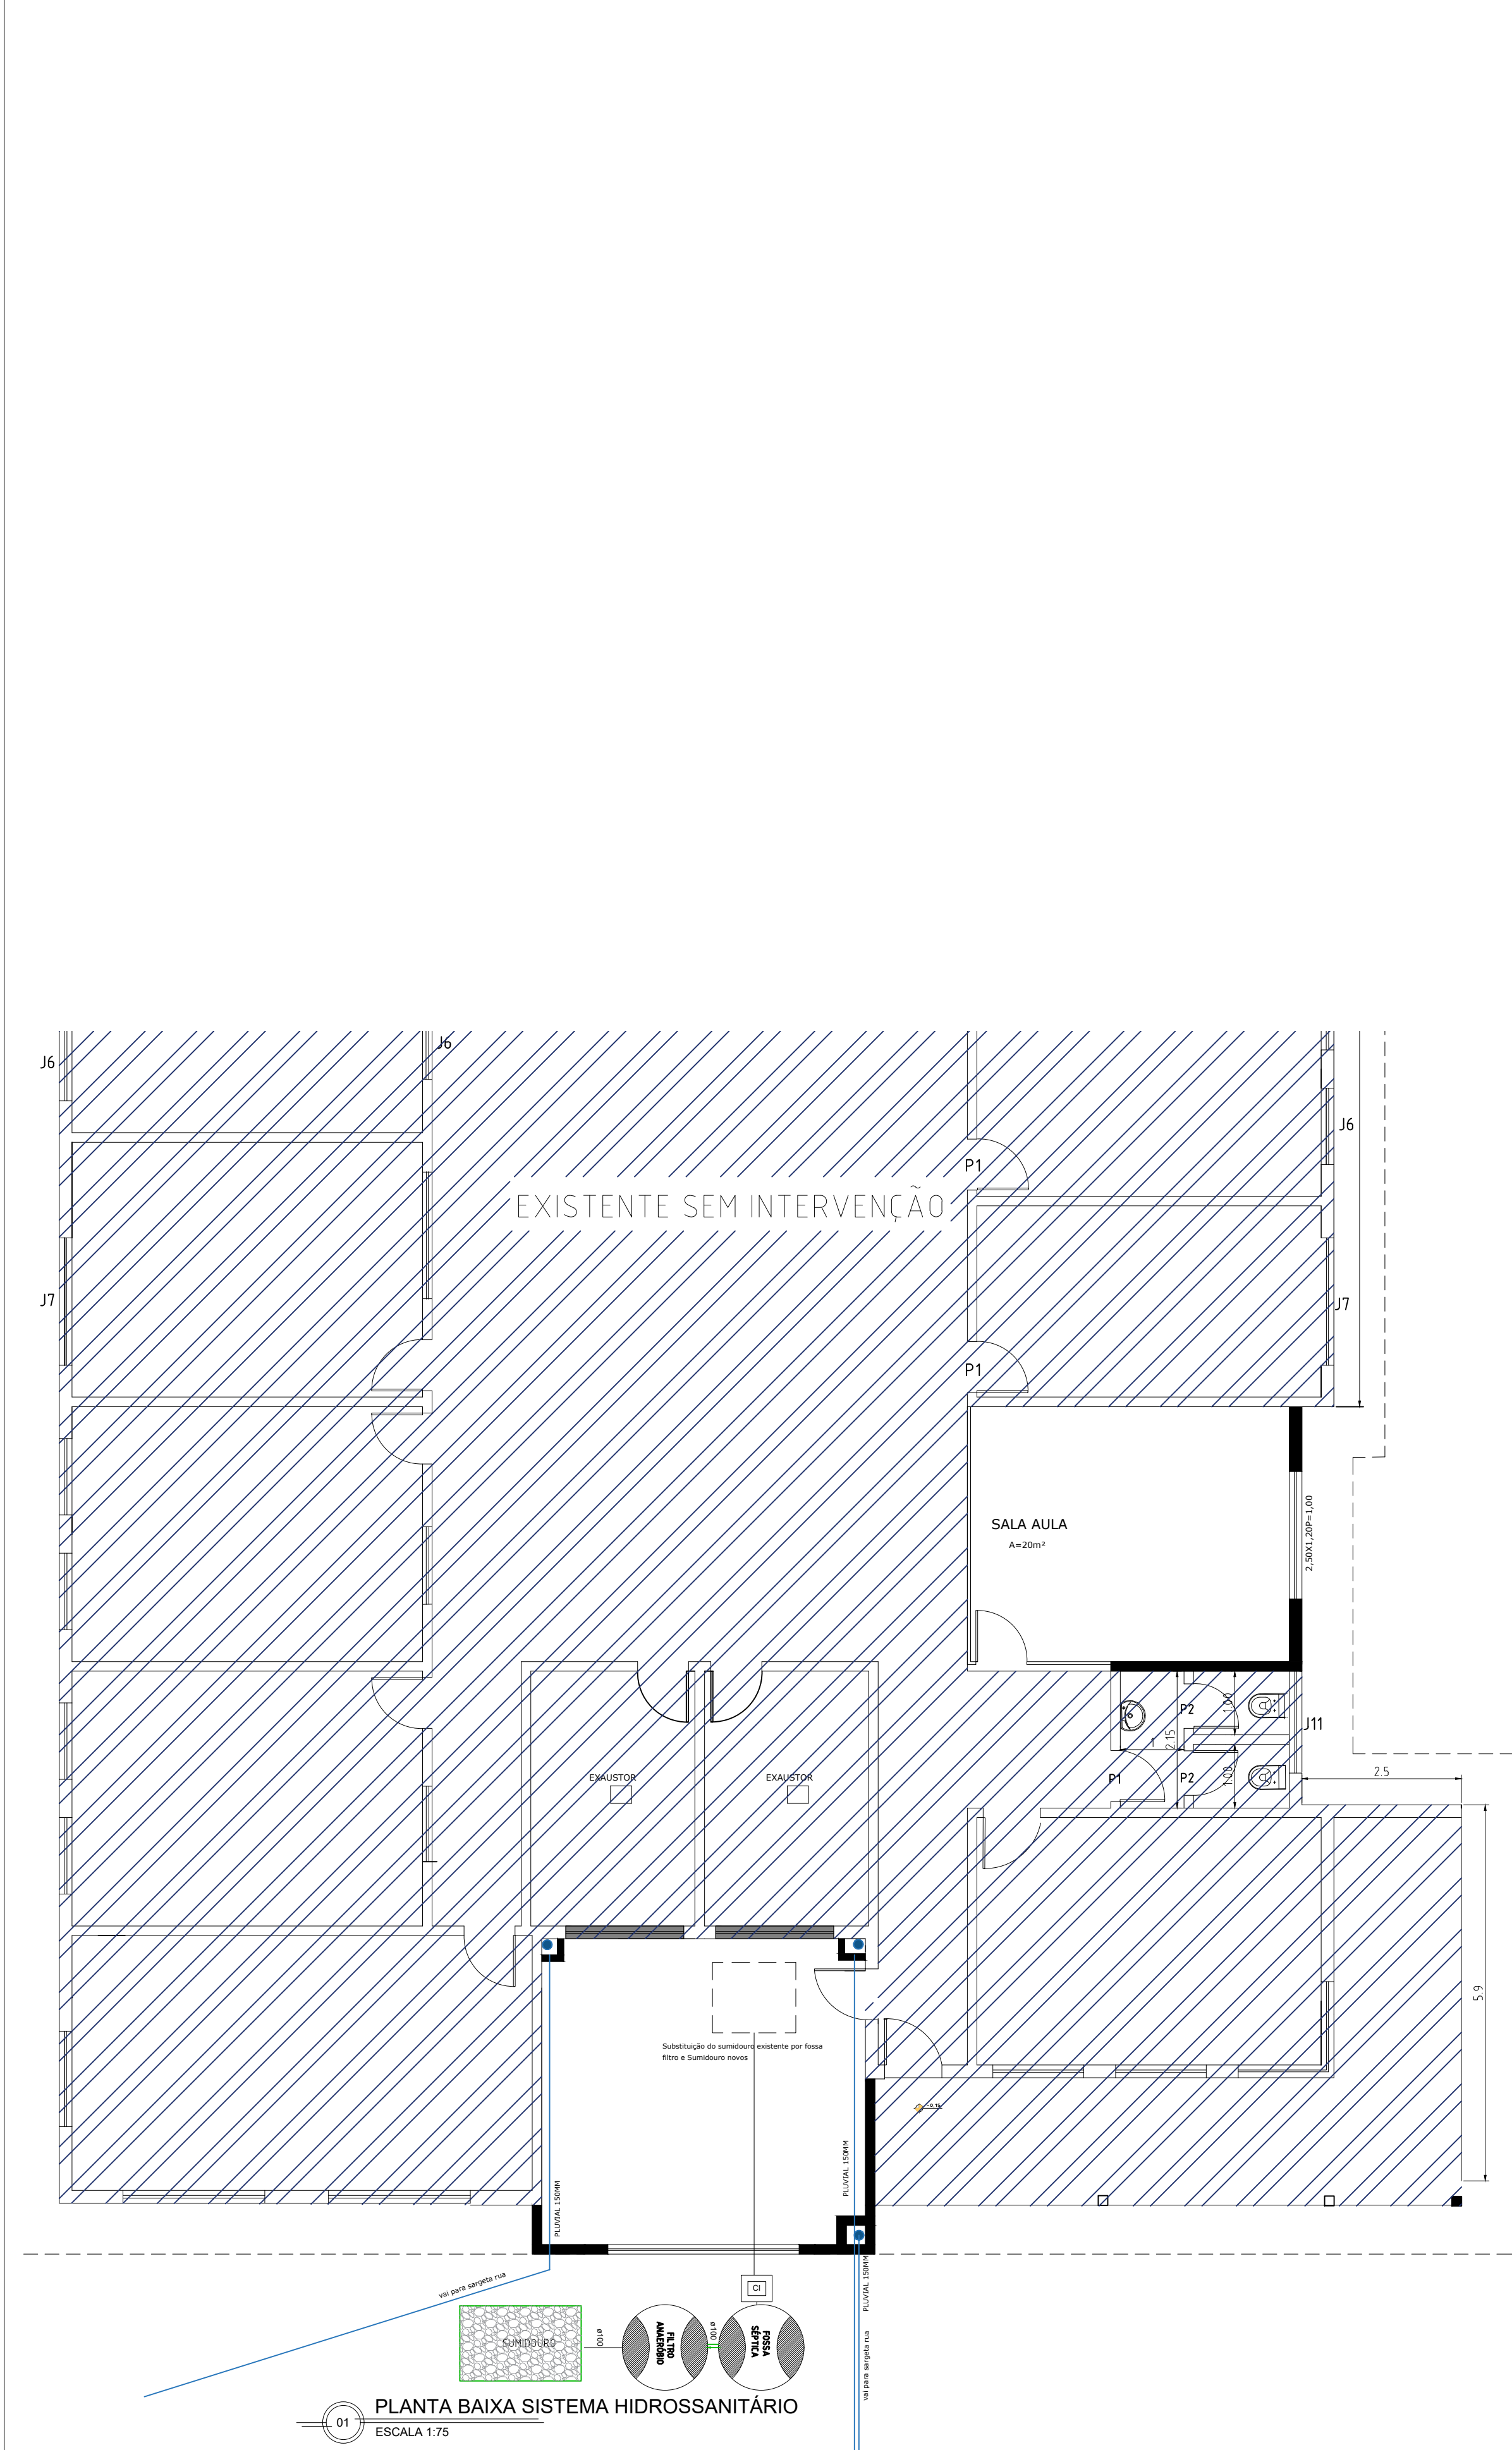 J6
J6
J6
P1
EXISTENTE SEM INTERVENÇÃO
J7
J7
P1
SALA AULA
A=20m²
2,50X1,20P=1,00
P2
1.00
J11
2.15
EXAUSTOR
EXAUSTOR
P1
P2
1.00
2.5
5.9
Substituição do sumidouro existente por fossa
filtro e Sumidouro novos
-0,15
PLUVIAL 150MM
PLUVIAL 150MM
PLUVIAL 150MM
vai para sargeta rua
vai para sargeta rua
CI
SUMIDOURO
ø100
FILTRO
ANAERÓBIO
ø100
FOSSA
SÉPTICA
01
PLANTA BAIXA SISTEMA HIDROSSANITÁRIO
ESCALA 1:75